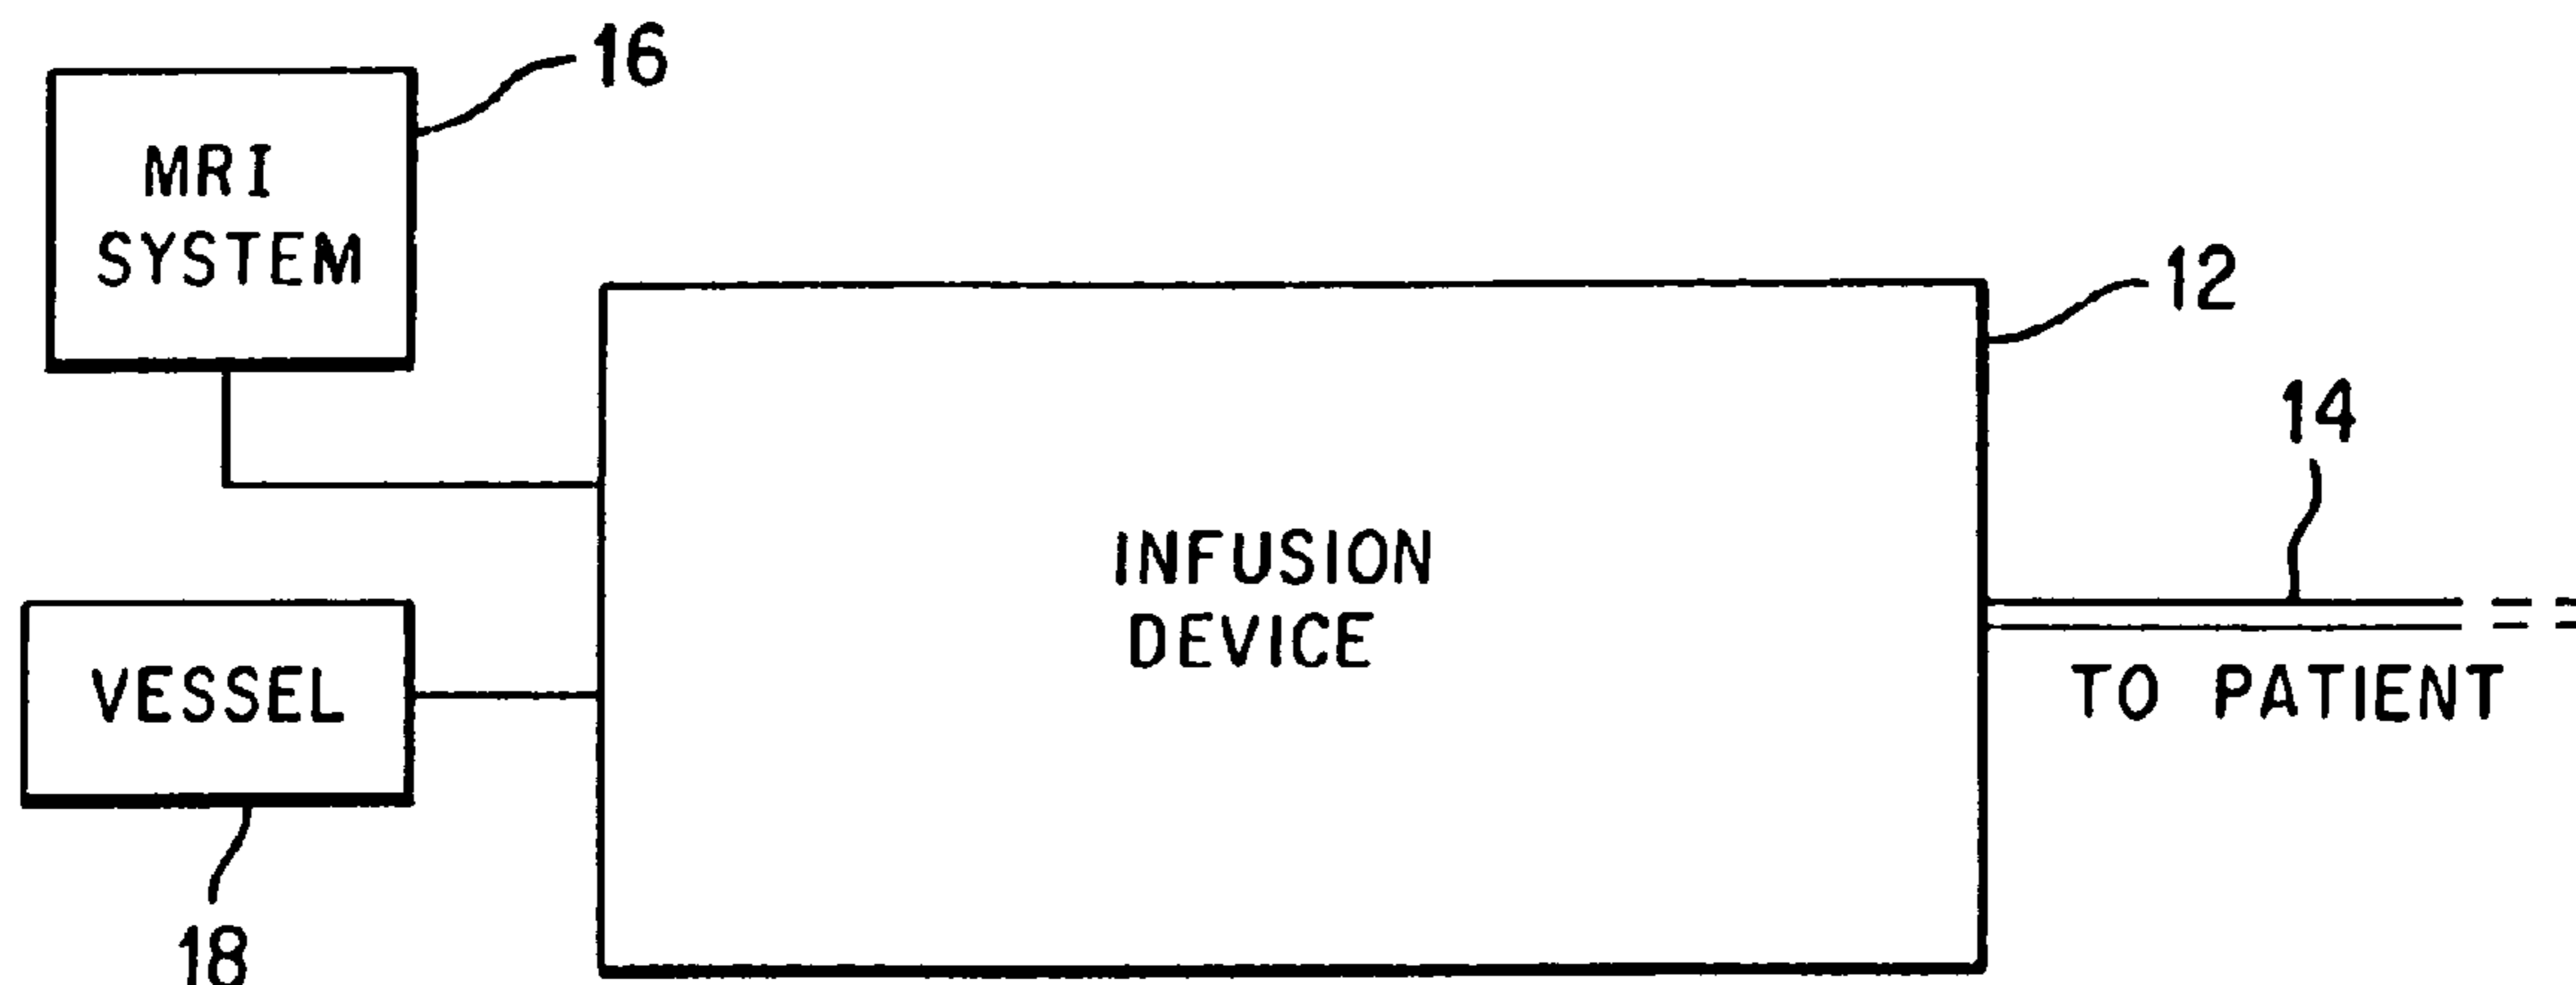 16
MRI
SYSTEM
12
14
INFUSION
DEVICE
VESSEL
TO PATIENT
18